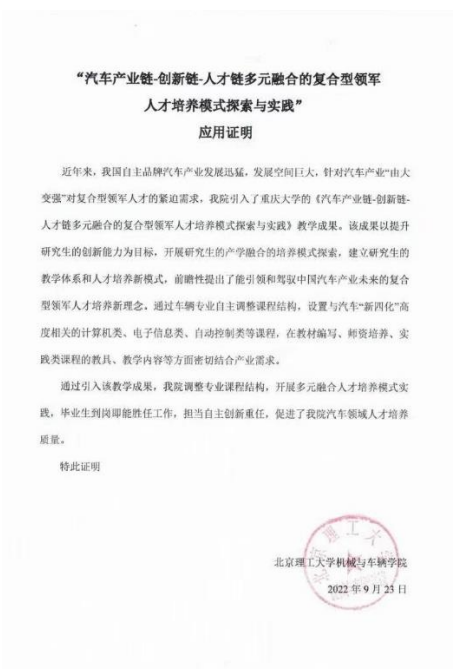 “汽车产业链-创新链-人才链多元融合的复合型领军
人才培养模式探索与实践”
应用证明
近年来，我国自主品牌汽车产业发展迅猛，发展空间巨大，针对汽车产业“由大
变强”对复合型领军人才的紧迫需求，我院引入了重庆大学的《汽车产业链-创新链-
人才链多元融合的复合型领军人才培养模式探索与实践》教学成果。该成果以提升
研究生的创新能力为目标，开展研究生的产学融合的培养模式探索，建立研究生的
教学体系和人才培养新模式，前瞻性提出了能引领和驾驭中国汽车产业未来的复合
型领军人才培养新理念。通过车辆专业自主调整课程结构，设置与汽车“新四化”高
度相关的计算机类、电子信息类、自动控制类等课程，在教材编写、师资培养、实
践类课程的教具、教学内容等方面密切结合产业需求。
通过引入该教学成果，我院调整专业课程结构，开展多元融合人才培养模式实
践，毕业生到岗即能胜任工作，担当自主创新重任，促进了我院汽车领域人才培养
质量。
特此证明
北京理工大学机械与车辆学院
2022 年 9 月 23 日